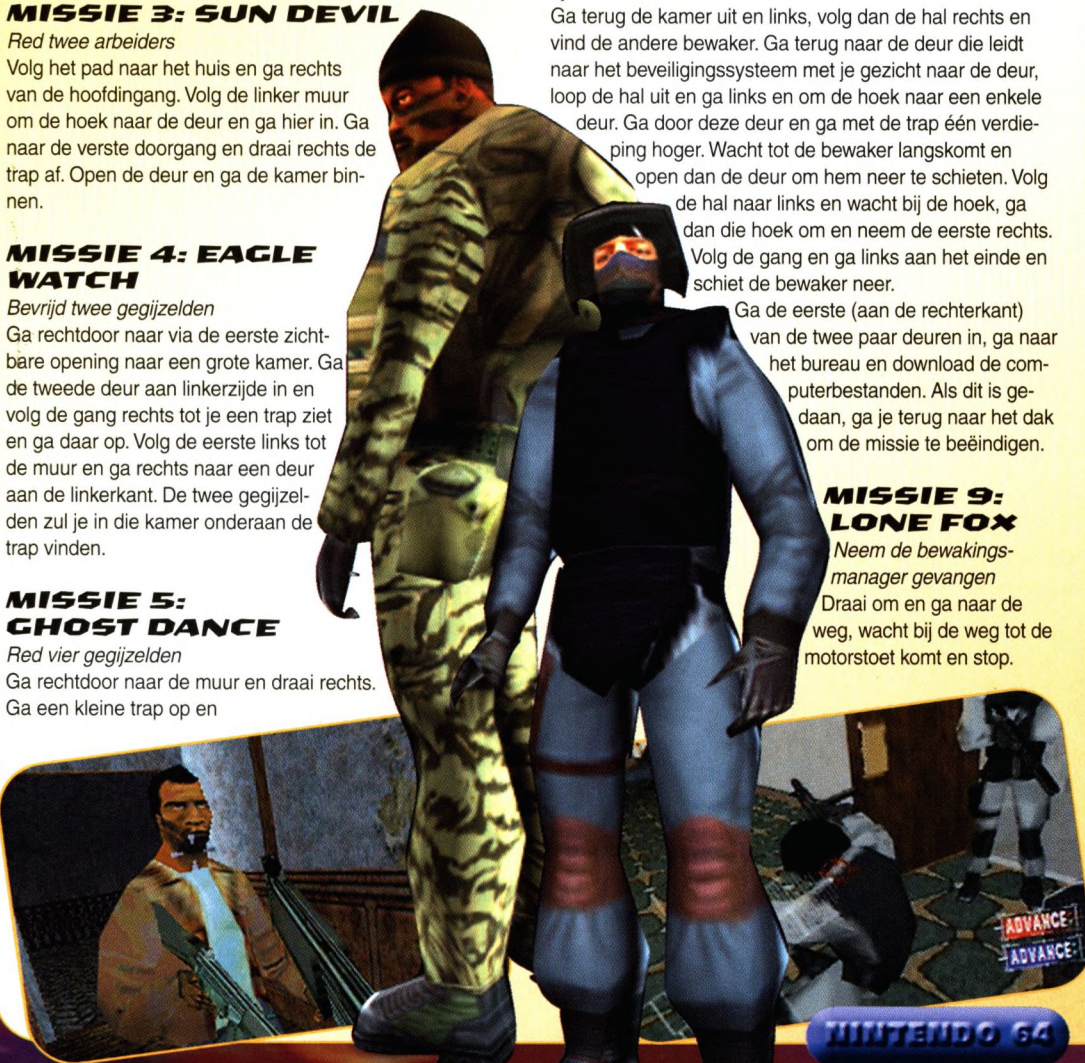 MISSIE 3: SUN DEVIL
Red twee arbeiders
Volg het pad naar het huis en ga rechts
van de hoofdingang. Volg de linker muur
om de hoek naar de deur en ga hier in. Ga
naar de verste doorgang en draai rechts de
trap af. Open de deur en ga de kamer bin-
nen.
MISSIE 4: EAGLE
WATCH
Bevrijd twee gegijzelden
Ga rechtdoor naar via de eerste zicht-
bare opening naar een grote kamer. Ga
de tweede deur aan linkerzijde in en
volg de gang rechts tot je een trap ziet
en ga daar op. Volg de eerste links tot
de muur en ga rechts naar een deur
aan de linkerkant. De twee gegijzel-
den zul je in die kamer onderaan de
trap vinden.
MISSIE 5:
GHOST DANCE
Red vier gegijzelden
Ga rechtdoor naar de muur en draai rechts.
Ga een kleine trap op en
Ga terug de kamer uit en links, volg dan de hal rechts en
vind de andere bewaker. Ga terug naar de deur die leidt
naar het beveiligingssysteem met je gezicht naar de deur,
loop de hal uit en ga links en om de hoek naar een enkele
deur. Ga door deze deur en ga met de trap één verdie-
ping hoger. Wacht tot de bewaker langskomt en
open dan de deur om hem neer te schieten. Volg
de hal naar links en wacht bij de hoek, ga
dan die hoek om en neem de eerste rechts.
Volg de gang en ga links aan het einde en
schiet de bewaker neer.
Ga de eerste (aan de rechterkant)
van de twee paar deuren in, ga naar
het bureau en download de com-
puterbestanden. Als dit is ge-
daan, ga je terug naar het dak
om de missie te beëindigen.
MISSIE 9:
LONE FOX
Neem de bewakings-
manager gevangen
Draai om en ga naar de
weg, wacht bij de weg tot de
motorstoet komt en stop.
ADVANCE
ADVANCE
NINTENDO 64